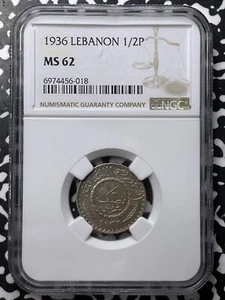 1936 LEBANON 1/2P
MS 62
6974456-018
NUMISMATIC GUARANTY COMPANY
NGC